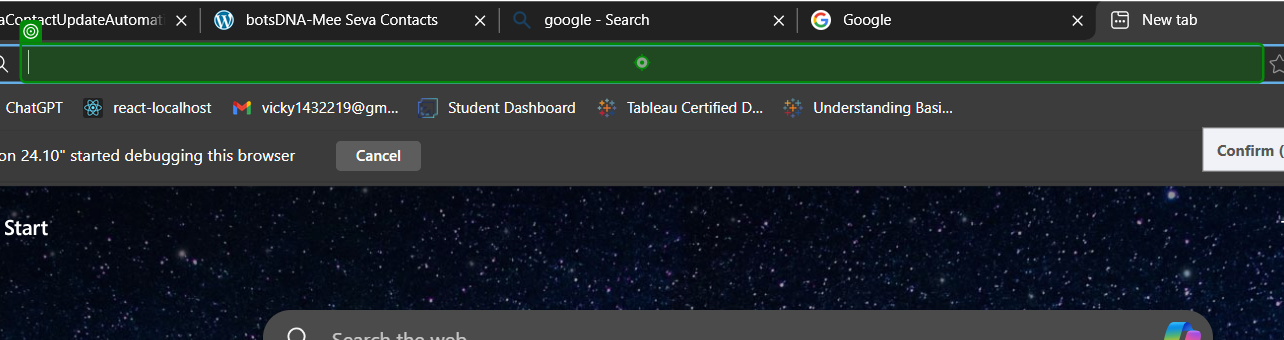 aContactUpdateAutomati
botsDNA-Mee Seva Contacts
google - Search
Google
New tab
ChatGPT
react-localhost
vicky1432219@gm...
Student Dashboard
Tableau Certified D...
Understanding Basi...
on 24.10" started debugging this browser
Cancel
Confirm (
Start
Search the web